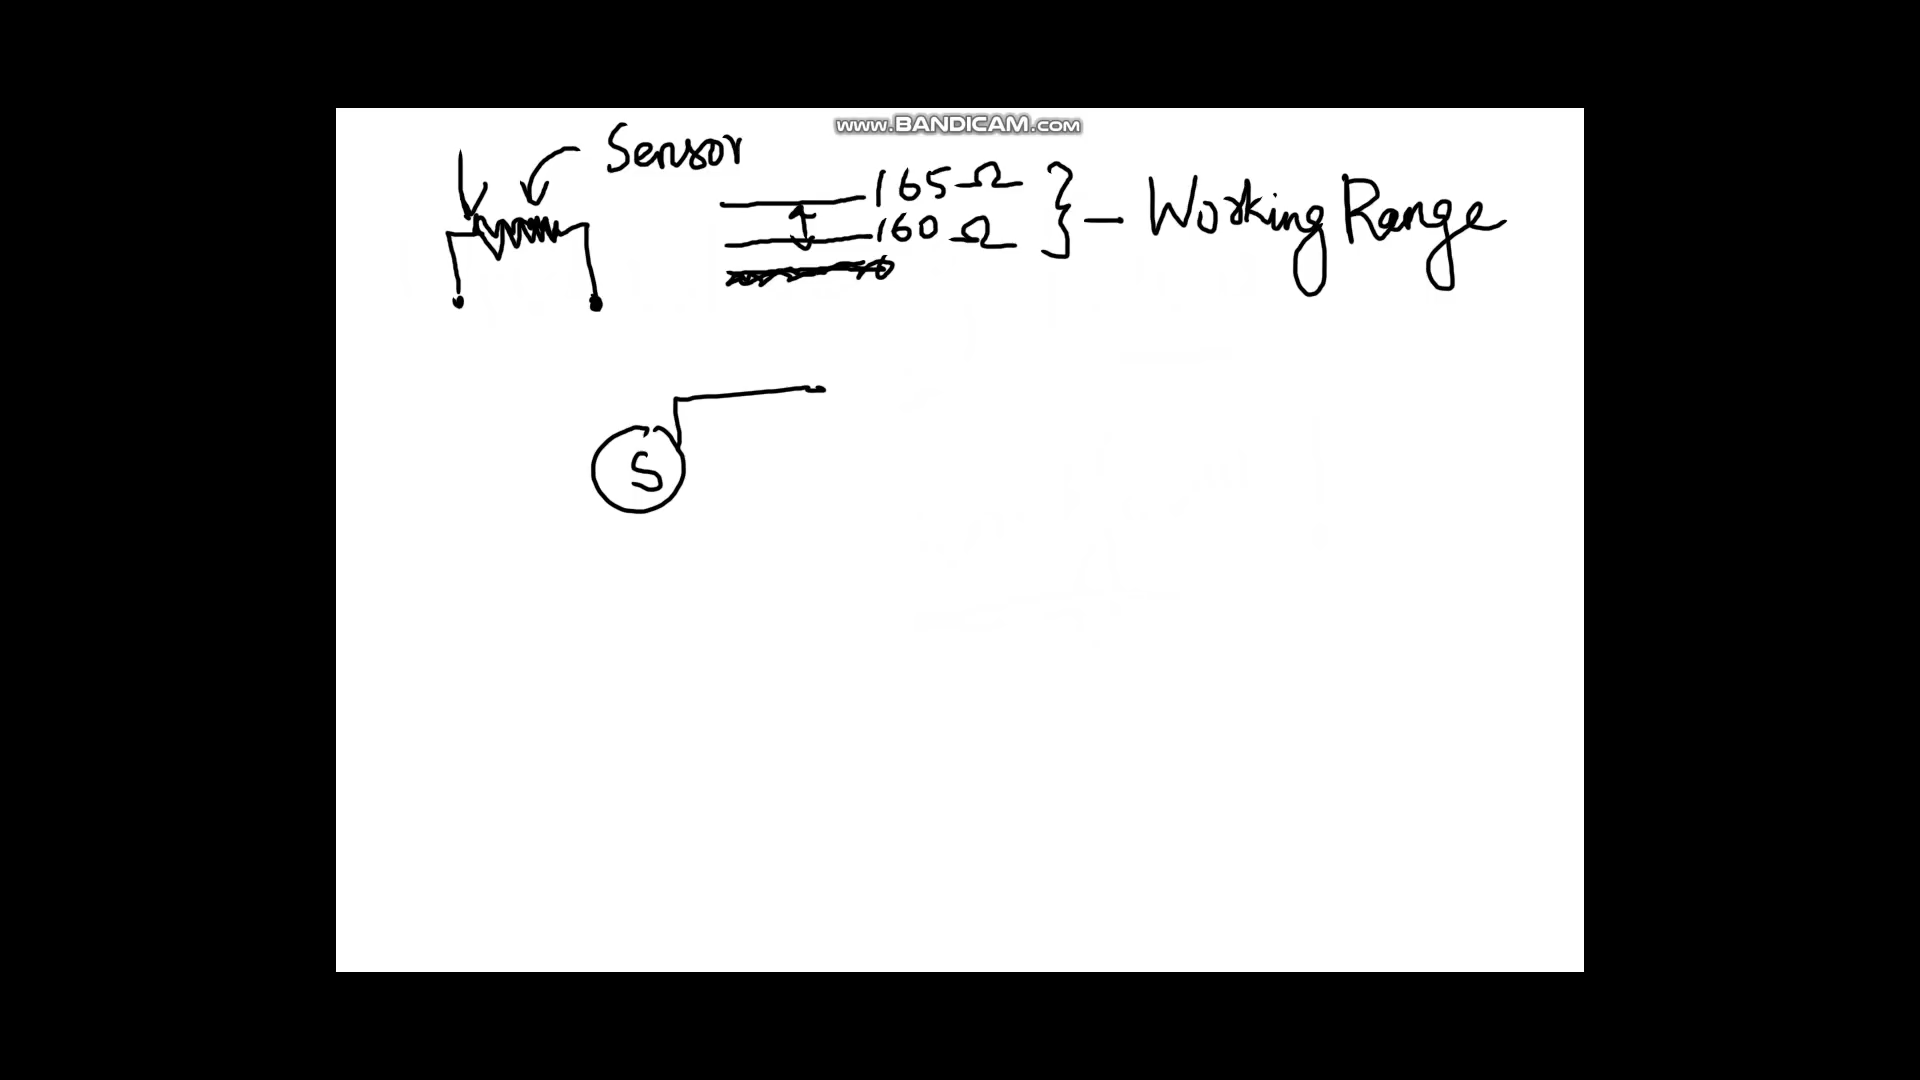 www.BANDICAM.com
Sensor
165Ω
160Ω
} - Working Range
S